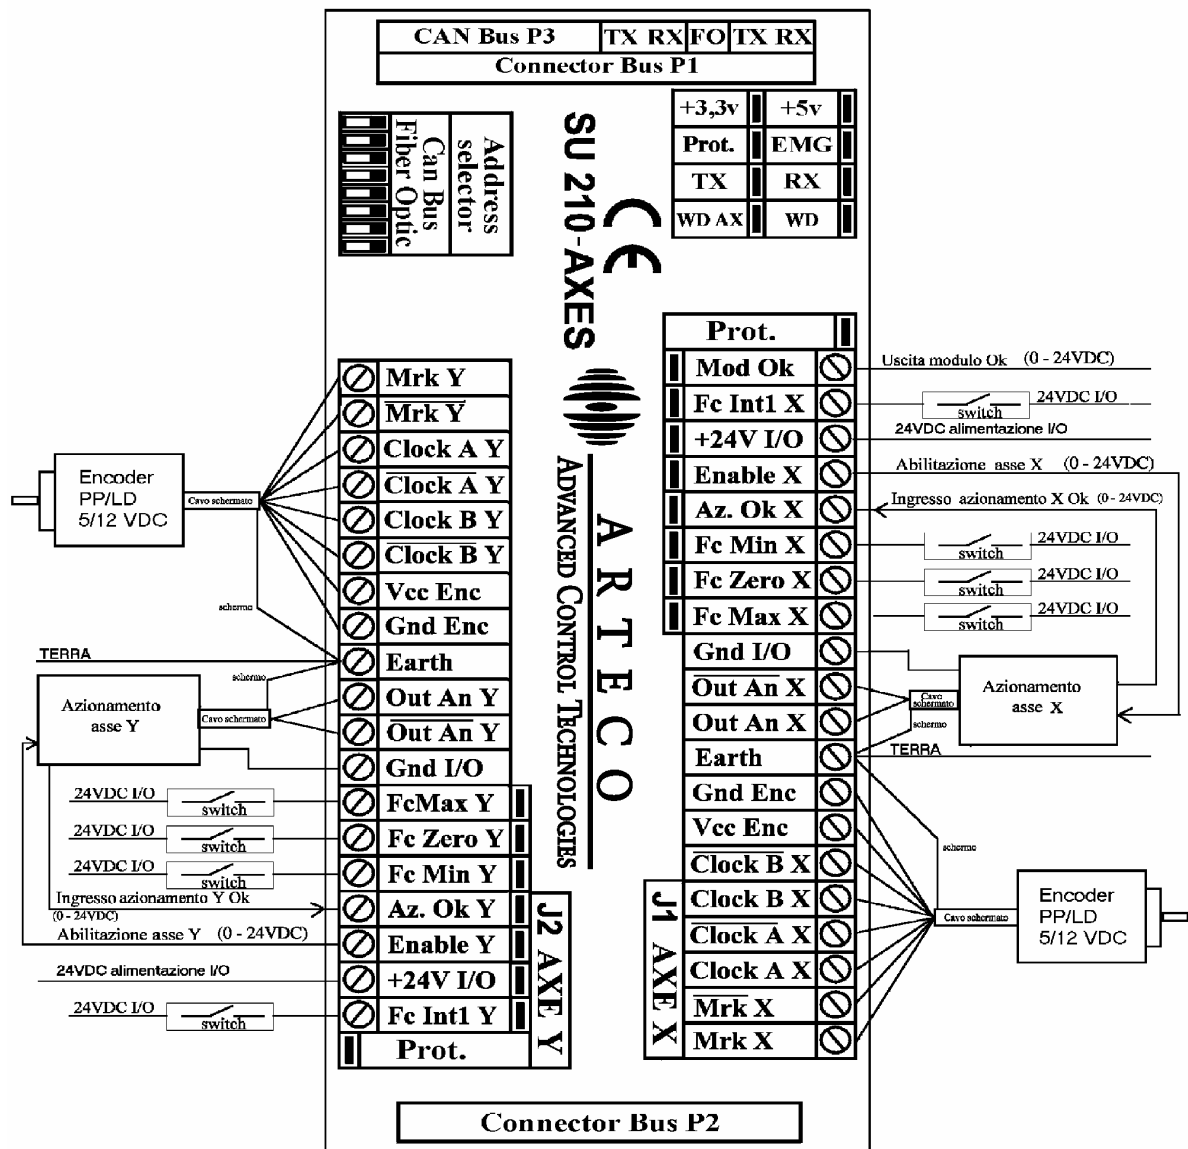 CAN Bus P3 TX RX FO TX RX
Connector Bus P1
+3,3v +5v
Prot. EMG
TX RX
WD AX WD
Address selector
Can Bus
Fiber Optic
SU 210-AXES
CE
ARTECO
ADVANCED CONTROL TECHNOLOGIES
Mrk Y
Mrk Y
Clock A Y
Clock A Y
Clock B Y
Clock B Y
Vcc Enc
Gnd Enc
Earth
Out An Y
Out An Y
Gnd I/O
FcMax Y
Fc Zero Y
Fc Min Y
Az. Ok Y
Enable Y
+24V I/O
Fc Int1 Y
Prot.
J2 AXE Y
Encoder
PP/LD
5/12 VDC
Cavo schermato
schermo
TERRA
schermo
Azionamento
asse Y
Cavo schermato
24VDC I/O
switch
24VDC I/O
switch
24VDC I/O
switch
Ingresso azionamento Y Ok
(0 - 24VDC)
Abilitazione asse Y (0 - 24VDC)
24VDC alimentazione I/O
24VDC I/O
switch
Prot.
Mod Ok
Fc Int1 X
+24V I/O
Enable X
Az. Ok X
Fc Min X
Fc Zero X
Fc Max X
Gnd I/O
Out An X
Out An X
Earth
Gnd Enc
Vcc Enc
Clock B X
Clock B X
Clock A X
Clock A X
Mrk X
Mrk X
J1 AXE X
Uscita modulo Ok (0 - 24VDC)
24VDC I/O
switch
24VDC alimentazione I/O
Abilitazione asse X (0 - 24VDC)
Ingresso azionamento X Ok (0 - 24VDC)
24VDC I/O
switch
24VDC I/O
switch
24VDC I/O
switch
Azionamento
asse X
Cavo
schermato
schermo
TERRA
schermo
Cavo schermato
Encoder
PP/LD
5/12 VDC
Connector Bus P2